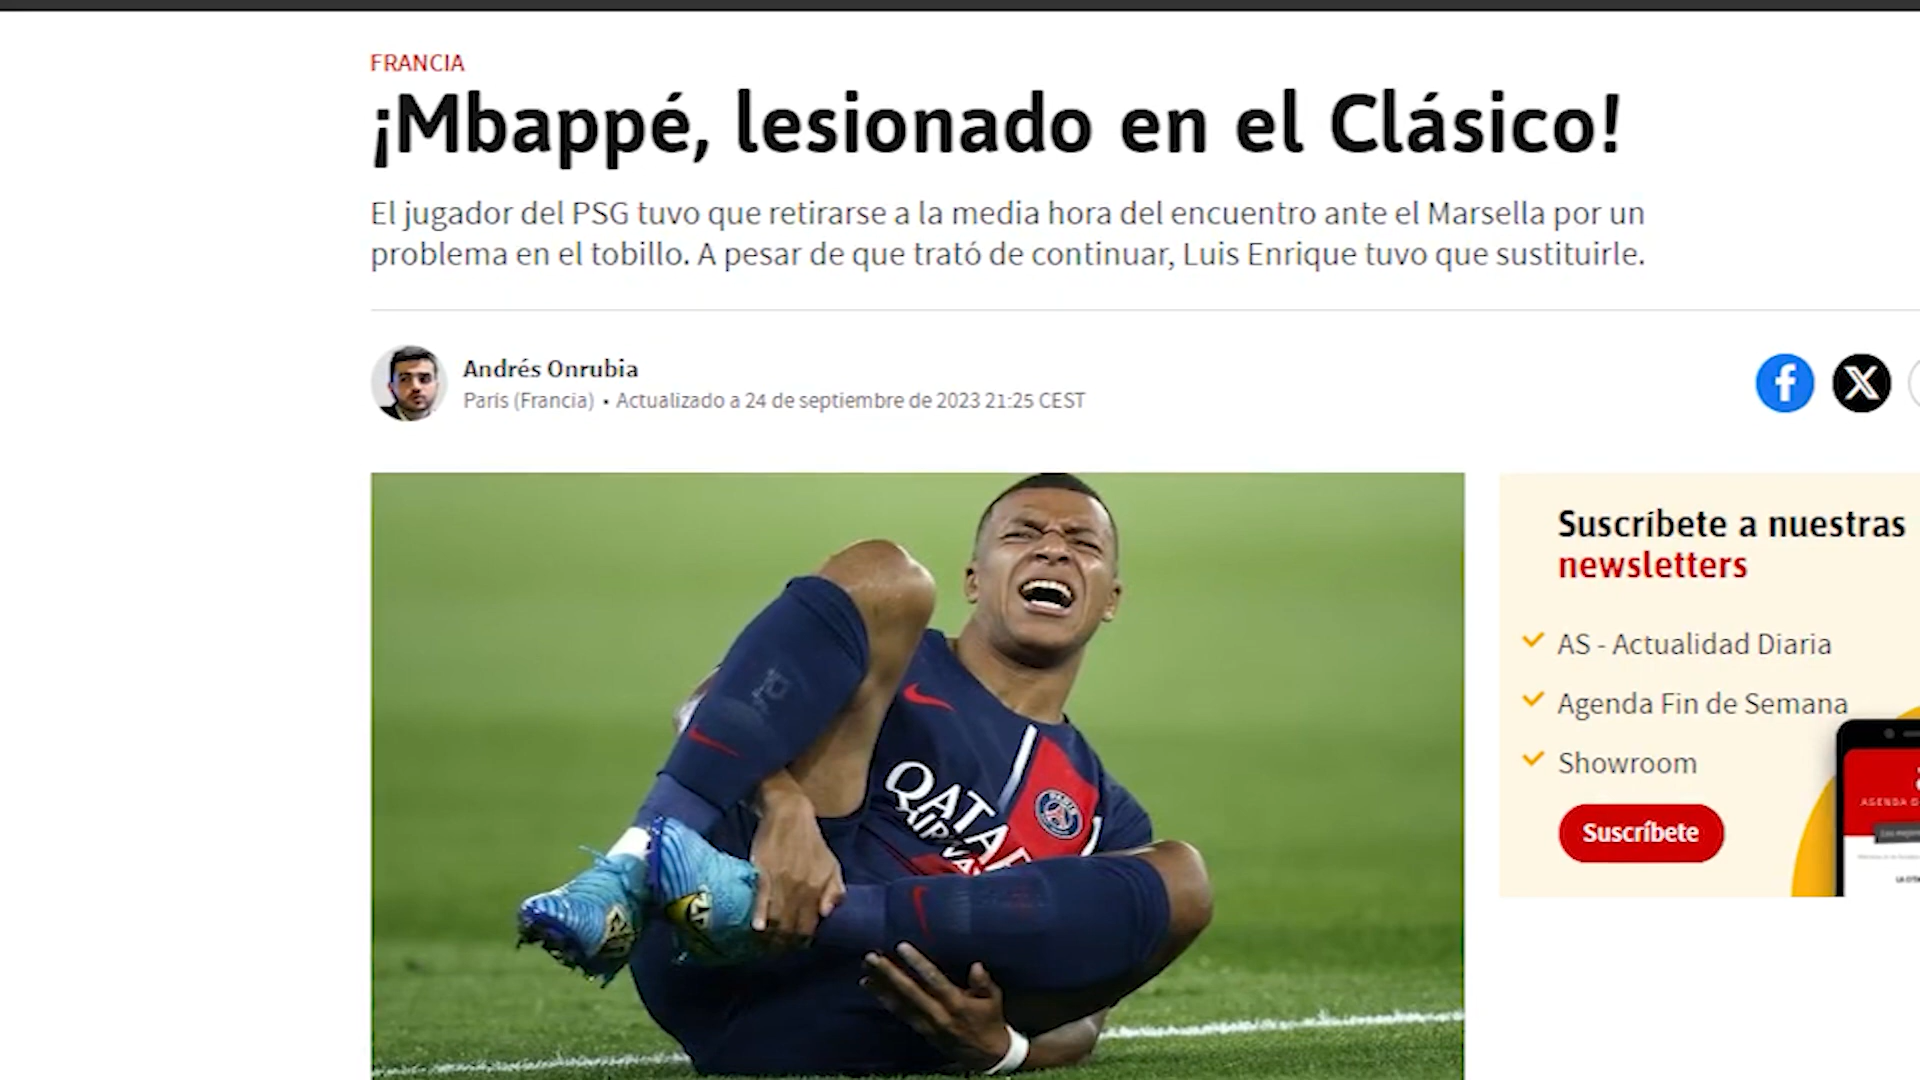 FRANCIA
¡Mbappé, lesionado en el Clásico!
El jugador del PSG tuvo que retirarse a la media hora del encuentro ante el Marsella por un
problema en el tobillo. A pesar de que trató de continuar, Luis Enrique tuvo que sustituirle.
Andrés Onrubia
París (Francia) • Actualizado a 24 de septiembre de 2023 21:25 CEST
Suscríbete a nuestras
newsletters
AS - Actualidad Diaria
Agenda Fin de Semana
Showroom
Suscríbete
AGENDA D
QATAR
PARIS